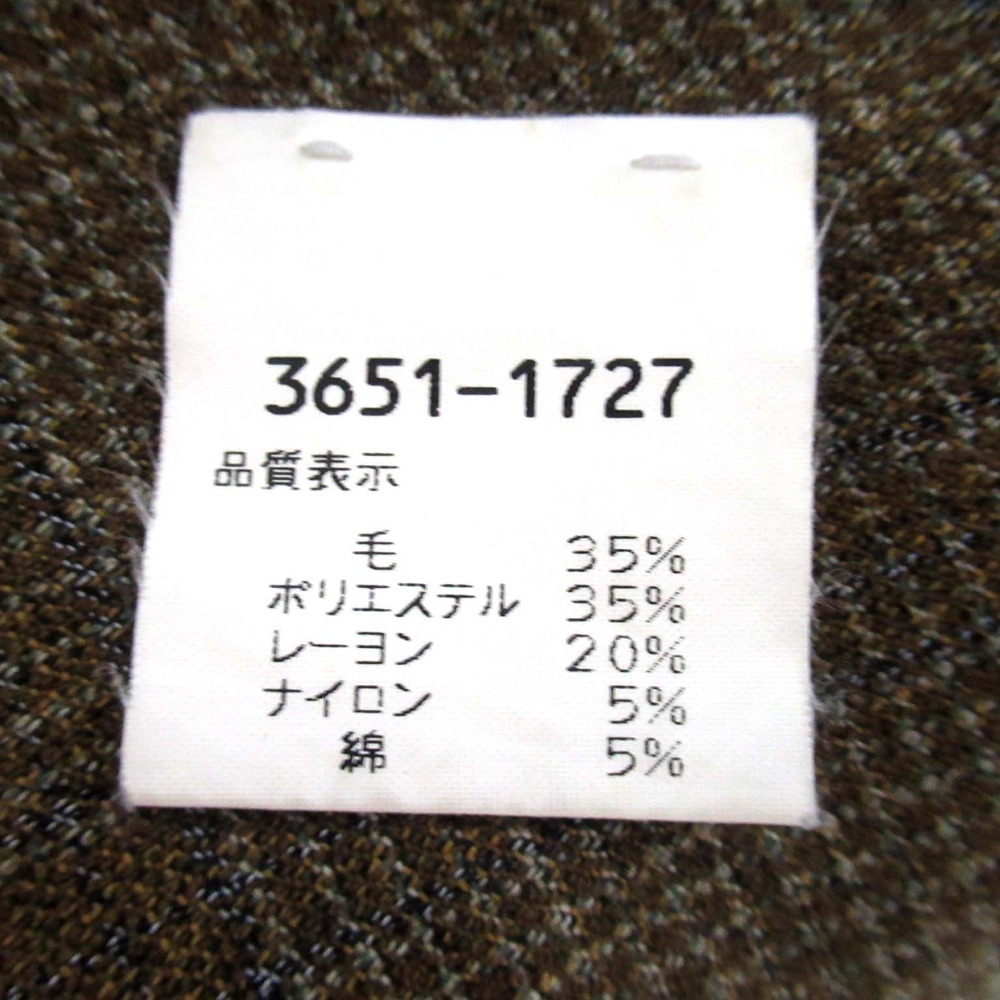 3651-1727
品質表示
毛 35%
ポリエステル 35%
レーヨン 20%
ナイロン 5%
綿 5%